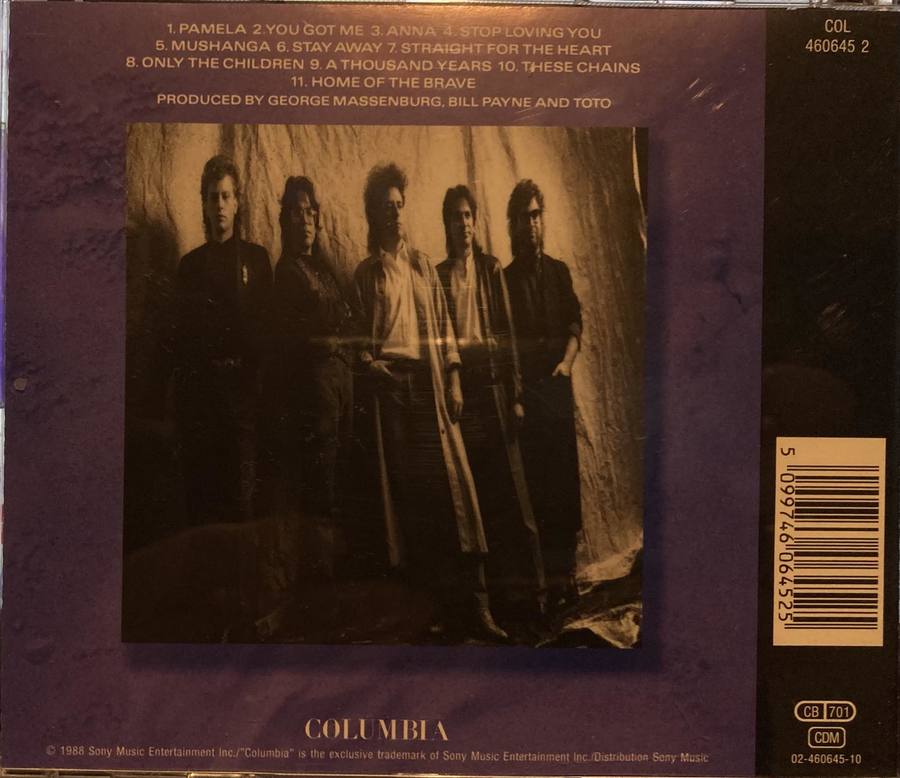 1. PAMELA 2.YOU GOT ME 3. ANNA 4. STOP LOVING YOU
5. MUSHANGA 6. STAY AWAY 7. STRAIGHT FOR THE HEART
8. ONLY THE CHILDREN 9. A THOUSAND YEARS 10. THESE CHAINS
11. HOME OF THE BRAVE
PRODUCED BY GEORGE MASSENBURG, BILL PAYNE AND TOTO
COL
460645 2
5 099746 064525
COLUMBIA
© 1988 Sony Music Entertainment Inc./"Columbia" is the exclusive trademark of Sony Music Entertainment Inc./Distribution Sony Music
CB 701
CDM
02-460645-10